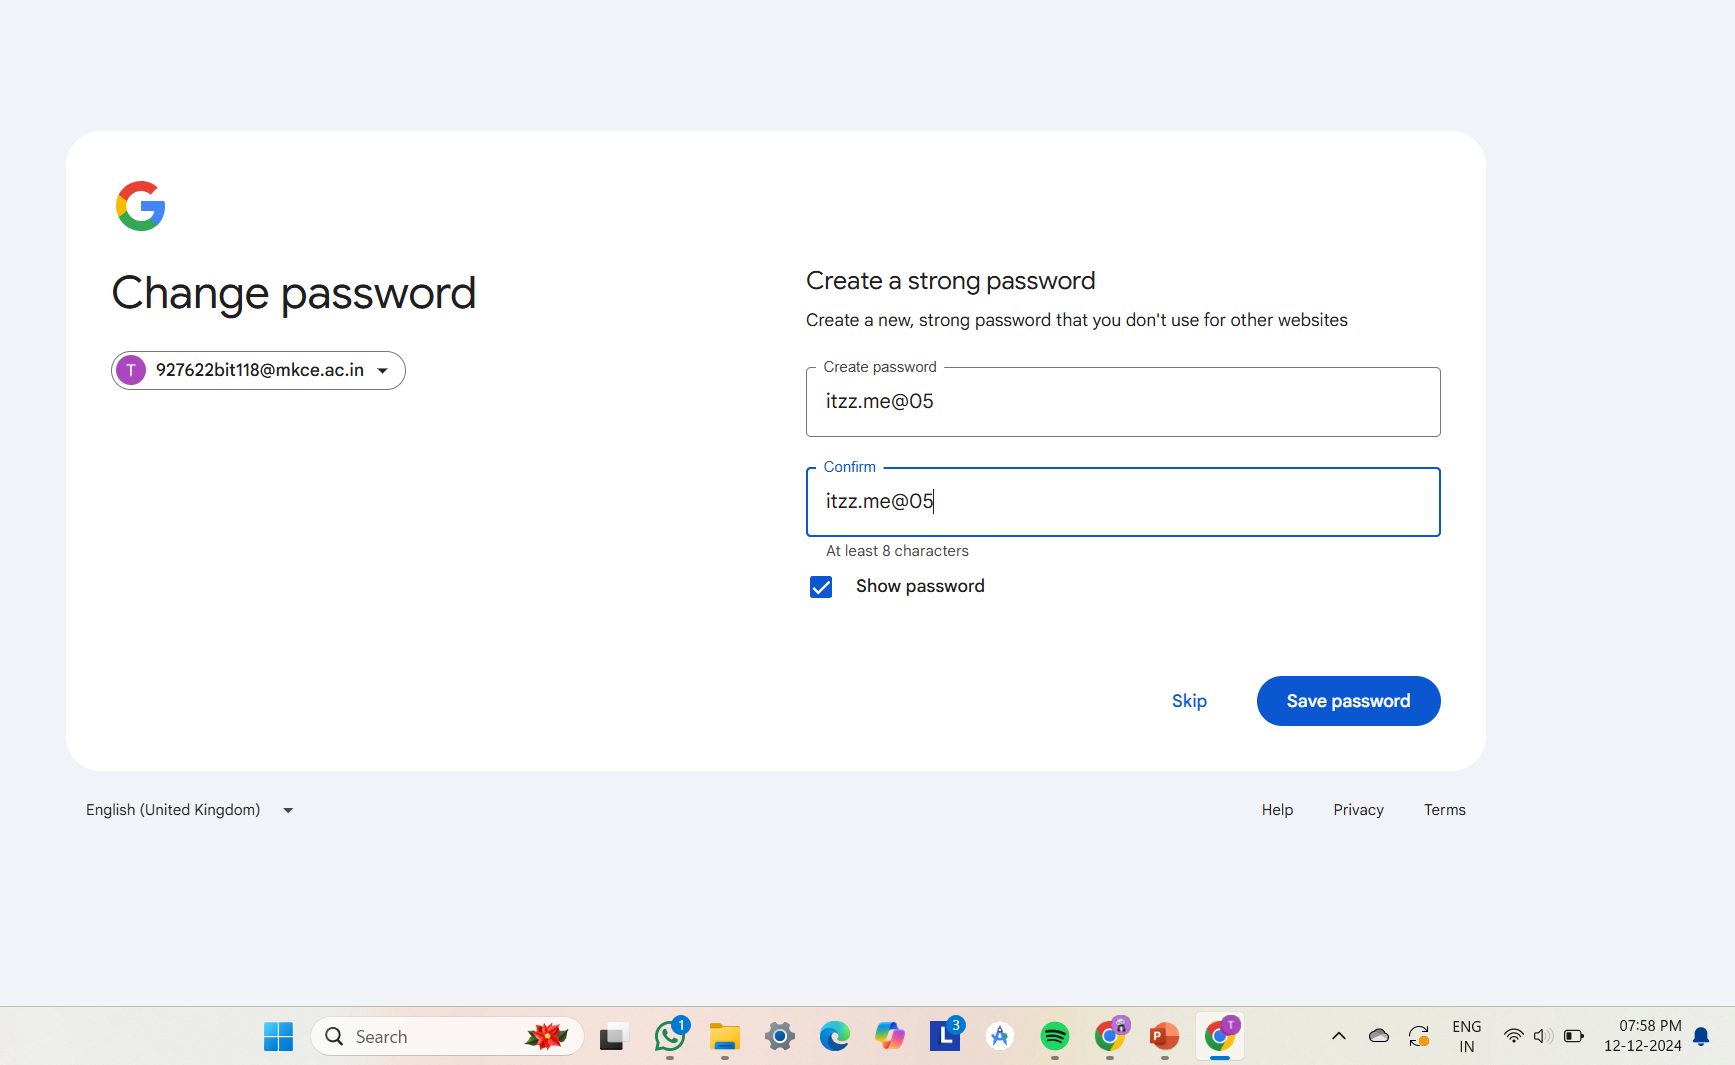 Change password
T 927622bit118@mkce.ac.in
Create a strong password
Create a new, strong password that you don't use for other websites
Create password
itzz.me@05
Confirm
itzz.me@05
At least 8 characters
Show password
Skip
Save password
English (United Kingdom)
Help
Privacy
Terms
Search
1
L 3
P
T
ENG
IN
07:58 PM
12-12-2024